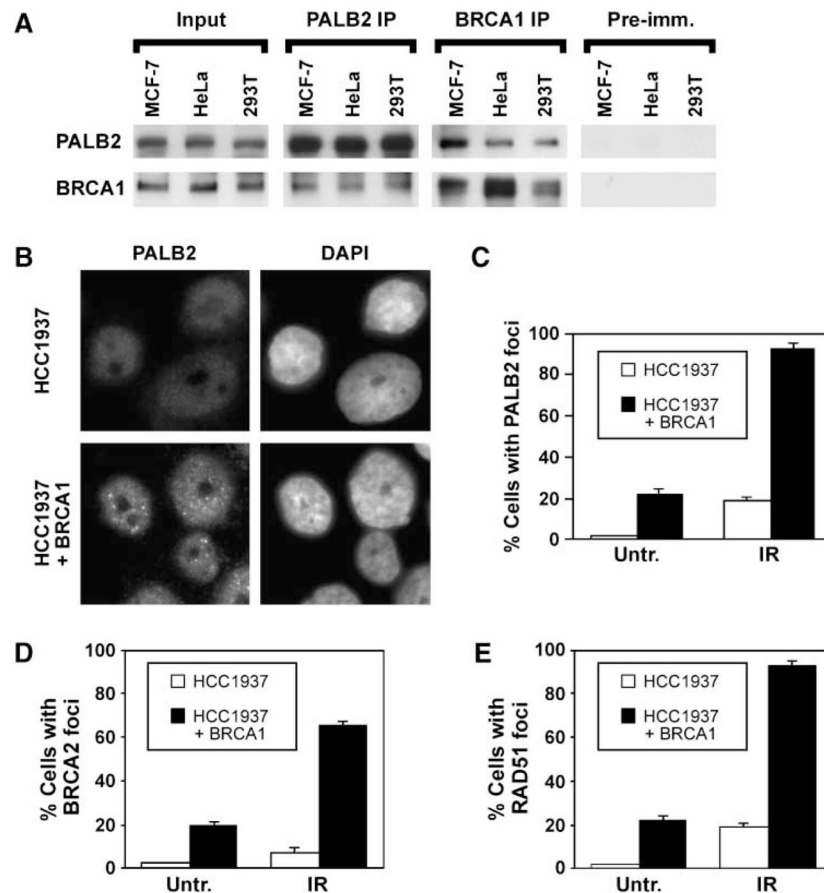 A
Input PALB2 IP BRCA1 IP Pre-imm.
MCF-7 HeLa 293T MCF-7 HeLa 293T MCF-7 HeLa 293T MCF-7 HeLa 293T
PALB2
BRCA1
B
PALB2 DAPI
HCC1937
HCC1937
+ BRCA1
C
% Cells with PALB2 foci
100
80
60
40
20
0
HCC1937
HCC1937
+ BRCA1
Untr. IR
D
% Cells with
BRCA2 foci
100
80
60
40
20
0
HCC1937
HCC1937
+ BRCA1
Untr. IR
E
% Cells with
RAD51 foci
100
80
60
40
20
0
HCC1937
HCC1937
+ BRCA1
Untr. IR